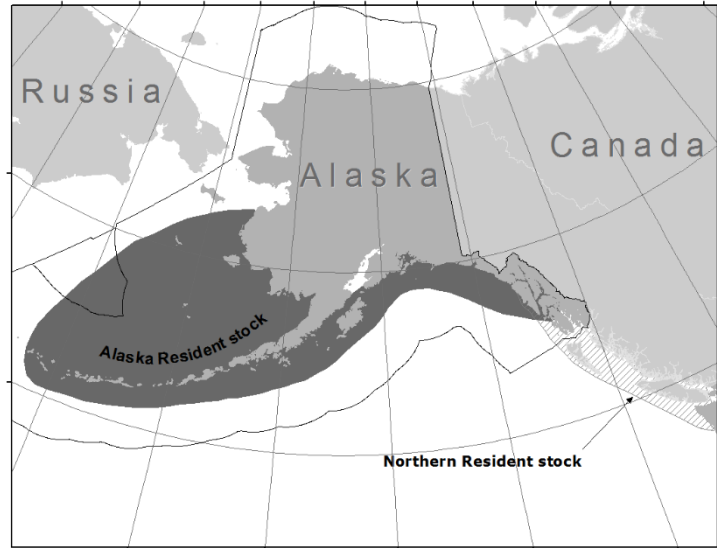 Russia
Alaska
Canada
Alaska Resident stock
Northern Resident stock